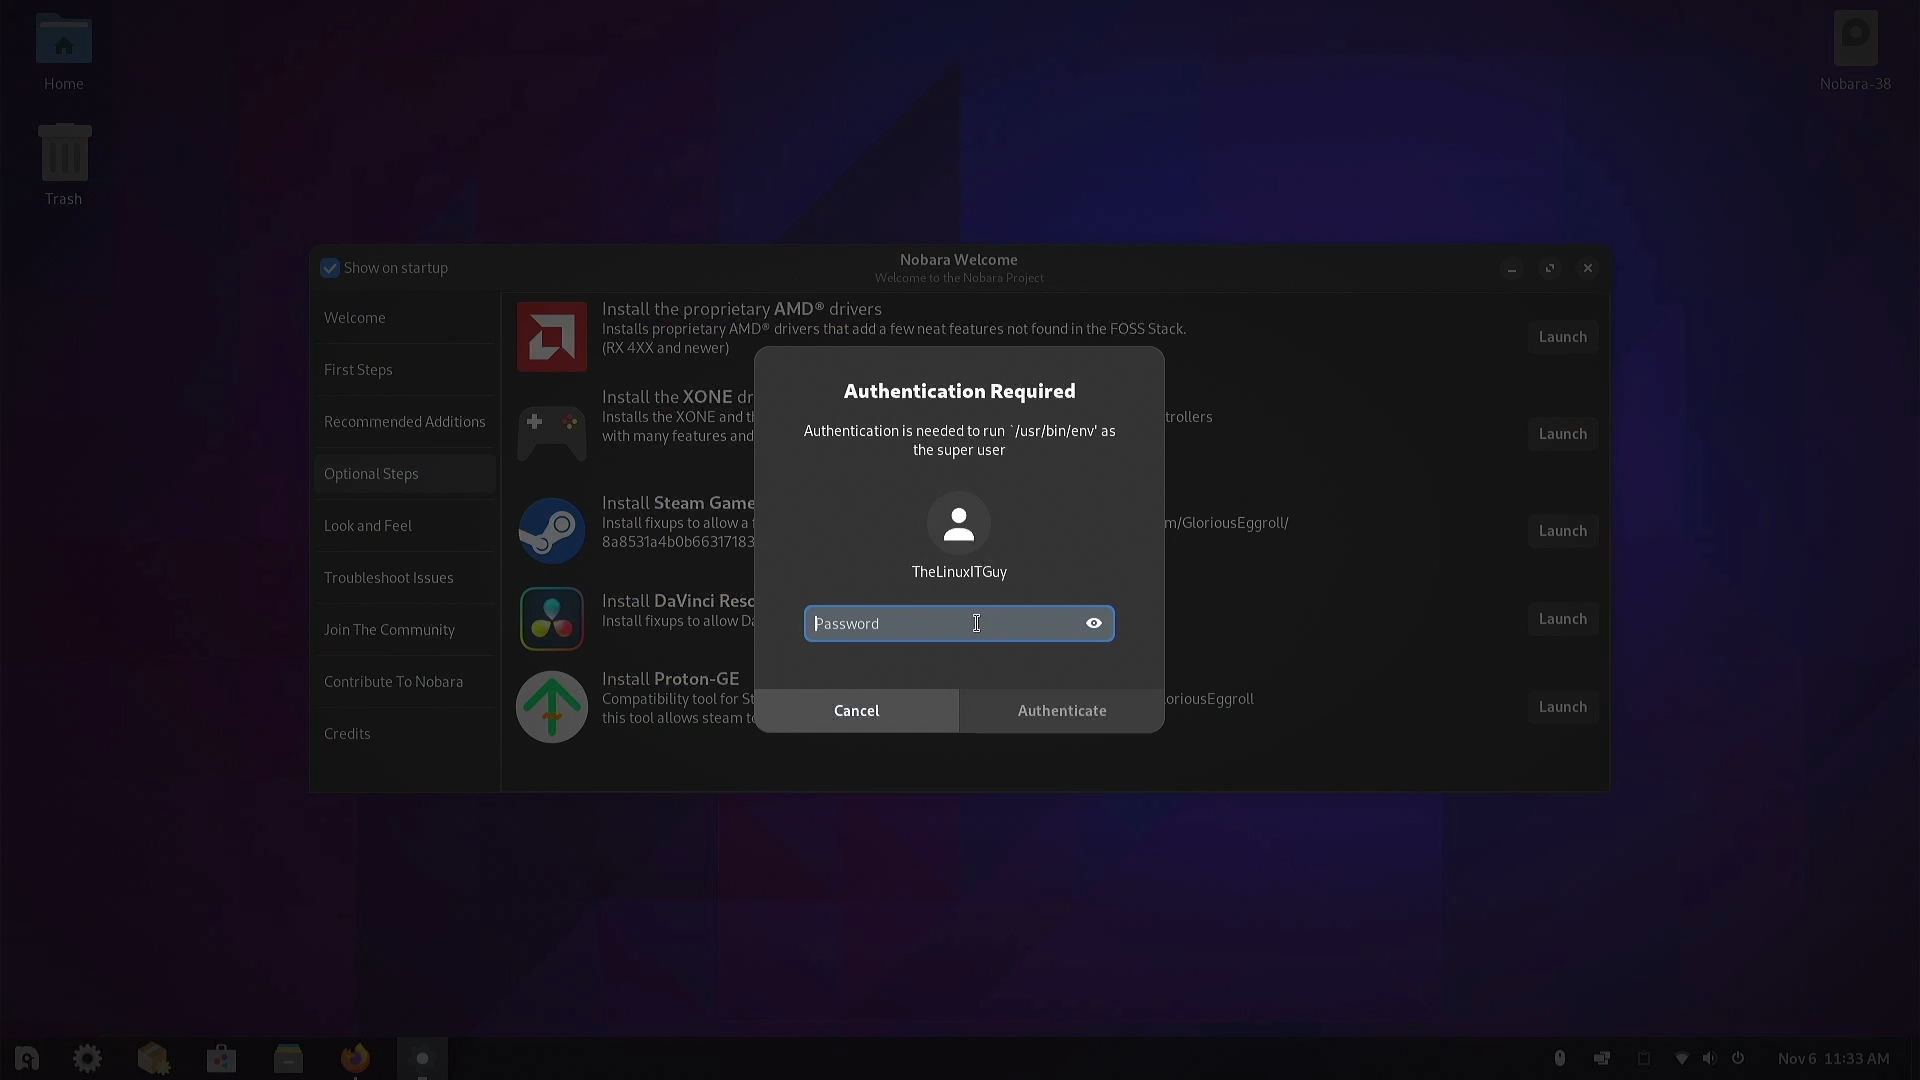 Home
Trash
Nobara-38
Show on startup
Nobara Welcome
Welcome to the Nobara Project
Welcome
First Steps
Recommended Additions
Optional Steps
Look and Feel
Troubleshoot Issues
Join The Community
Contribute To Nobara
Credits
Install the proprietary AMD® drivers
Installs proprietary AMD® drivers that add a few neat features not found in the FOSS Stack.
(RX 4XX and newer)
Launch
Install the XONE dr
Installs the XONE and th
trollers
with many features and
Launch
Install Steam Game
Install fixups to allow a f
m/GloriousEggroll/
8a8531a4b0b66317183
Launch
Install DaVinci Reso
Install fixups to allow Da
Launch
Install Proton-GE
Compatibility tool for St
loriousEggroll
this tool allows steam to
Launch
Authentication Required
Authentication is needed to run `/usr/bin/env' as
the super user
TheLinuxITGuy
Password
Cancel
Authenticate
Nov 6 11:33 AM